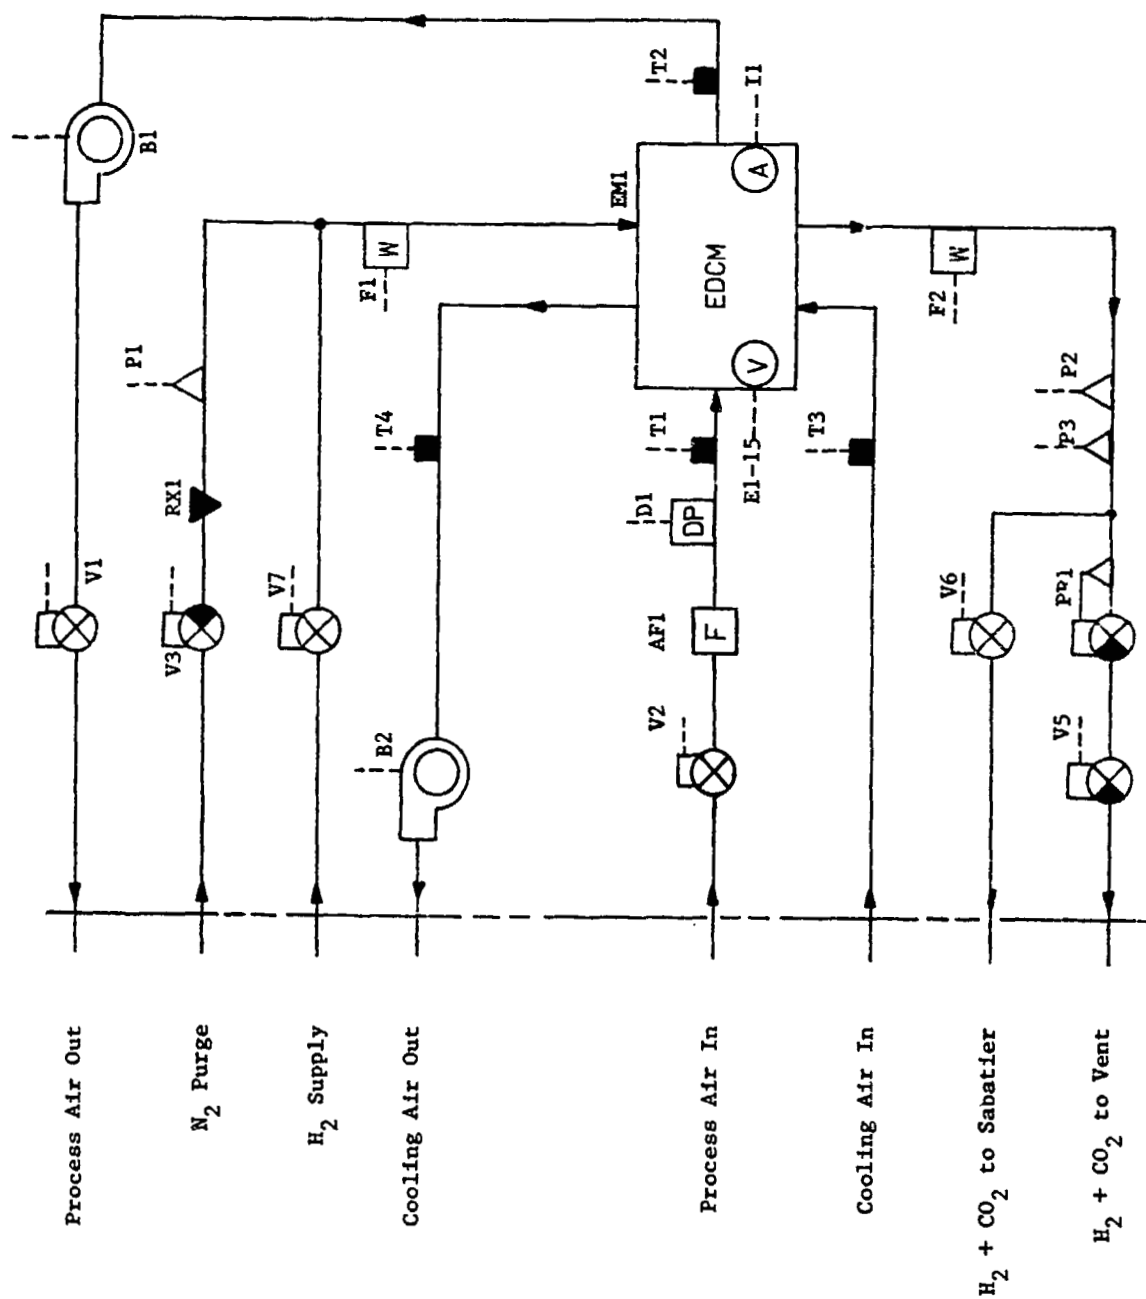 Process Air Out
N2 Purge
H2 Supply
Cooling Air Out
Process Air In
Cooling Air In
H2 + CO2 to Sabatier
H2 + CO2 to Vent
V1
V3
V7
B2
V2
V6
V5
AF1
F
PR1
RX1
D1
DP
T4
T1
E1-15
T3
P1
P3
P2
F1
W
EM1
EDCM
V
A
I1
F2
W
B1
T2